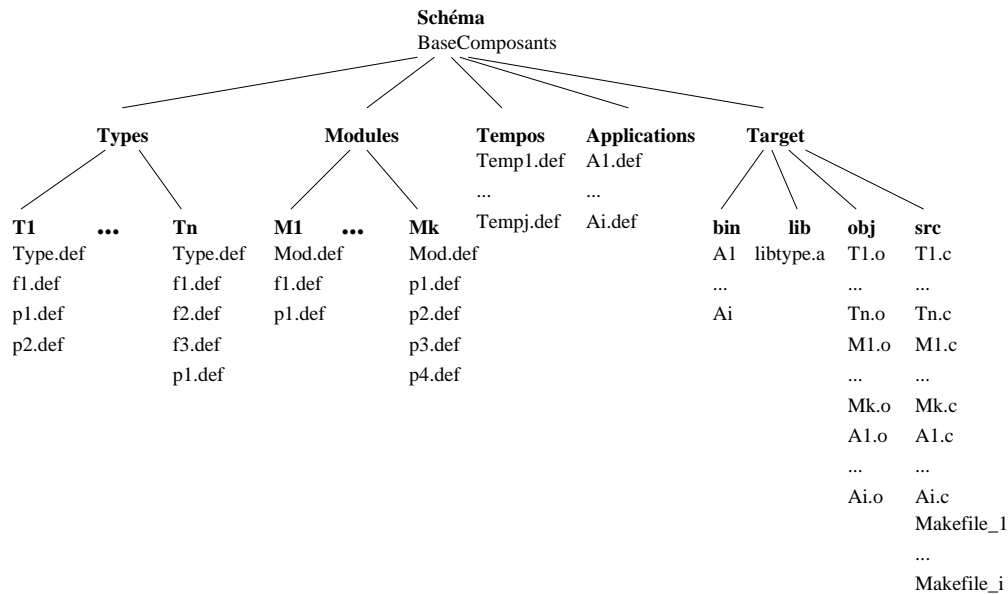 Schéma
BaseComposants
Types Modules Tempos Applications Target
Temp1.def A1.def
... ...
Tempj.def Ai.def
T1 ... Tn M1 ... Mk bin lib obj src
Type.def Type.def Mod.def Mod.def A1 libtype.a T1.o T1.c
f1.def f1.def f1.def p1.def ... ... ...
p1.def f2.def p1.def p2.def Ai Tn.o Tn.c
p2.def f3.def p3.def M1.o M1.c
p1.def p4.def ... ...
Mk.o Mk.c
A1.o A1.c
... ...
Ai.o Ai.c
Makefile_1
...
Makefile_i